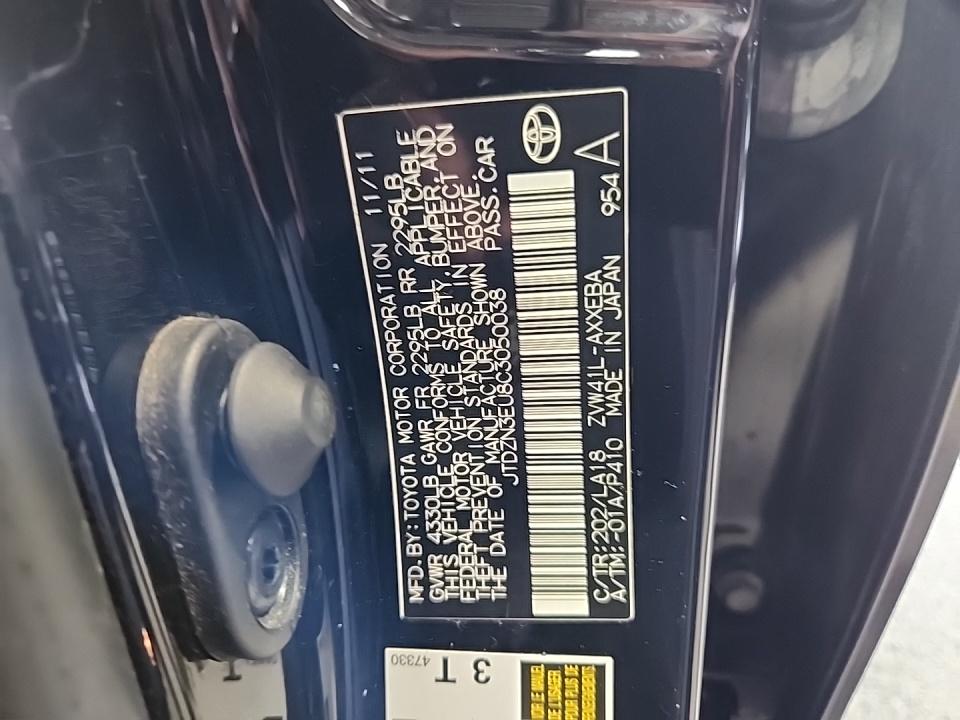 MFD.BY:TOYOTA MOTOR CORPORATION 11/11
GVWR 4330LB GAWR FR 2295LB RR 2295LB
THIS VEHICLE CONFORMS TO ALL APPLICABLE
FEDERAL MOTOR VEHICLE SAFETY,BUMPER,AND
THEFT PREVENTION STANDARDS IN EFFECT ON
THE DATE OF MANUFACTURE SHOWN ABOVE.
JTDZN3EU8C3050038 PASS.CAR
C/TR:202/LA18 ZVW41L-AXXEBA
A/TM:-01A/P410 MADE IN JAPAN 954 A
47330
3 T